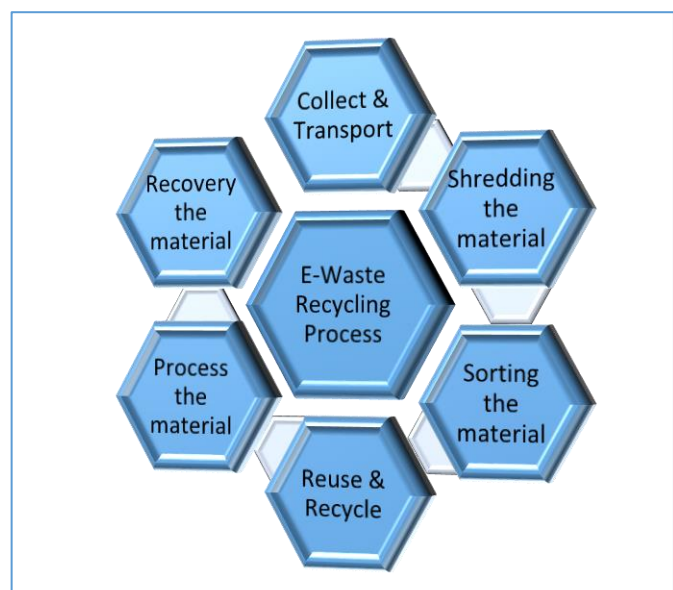 Collect &
Transport
Shredding
the
material
Sorting
the
material
Reuse &
Recycle
Process
the
material
Recovery
the
material
E-Waste
Recycling
Process